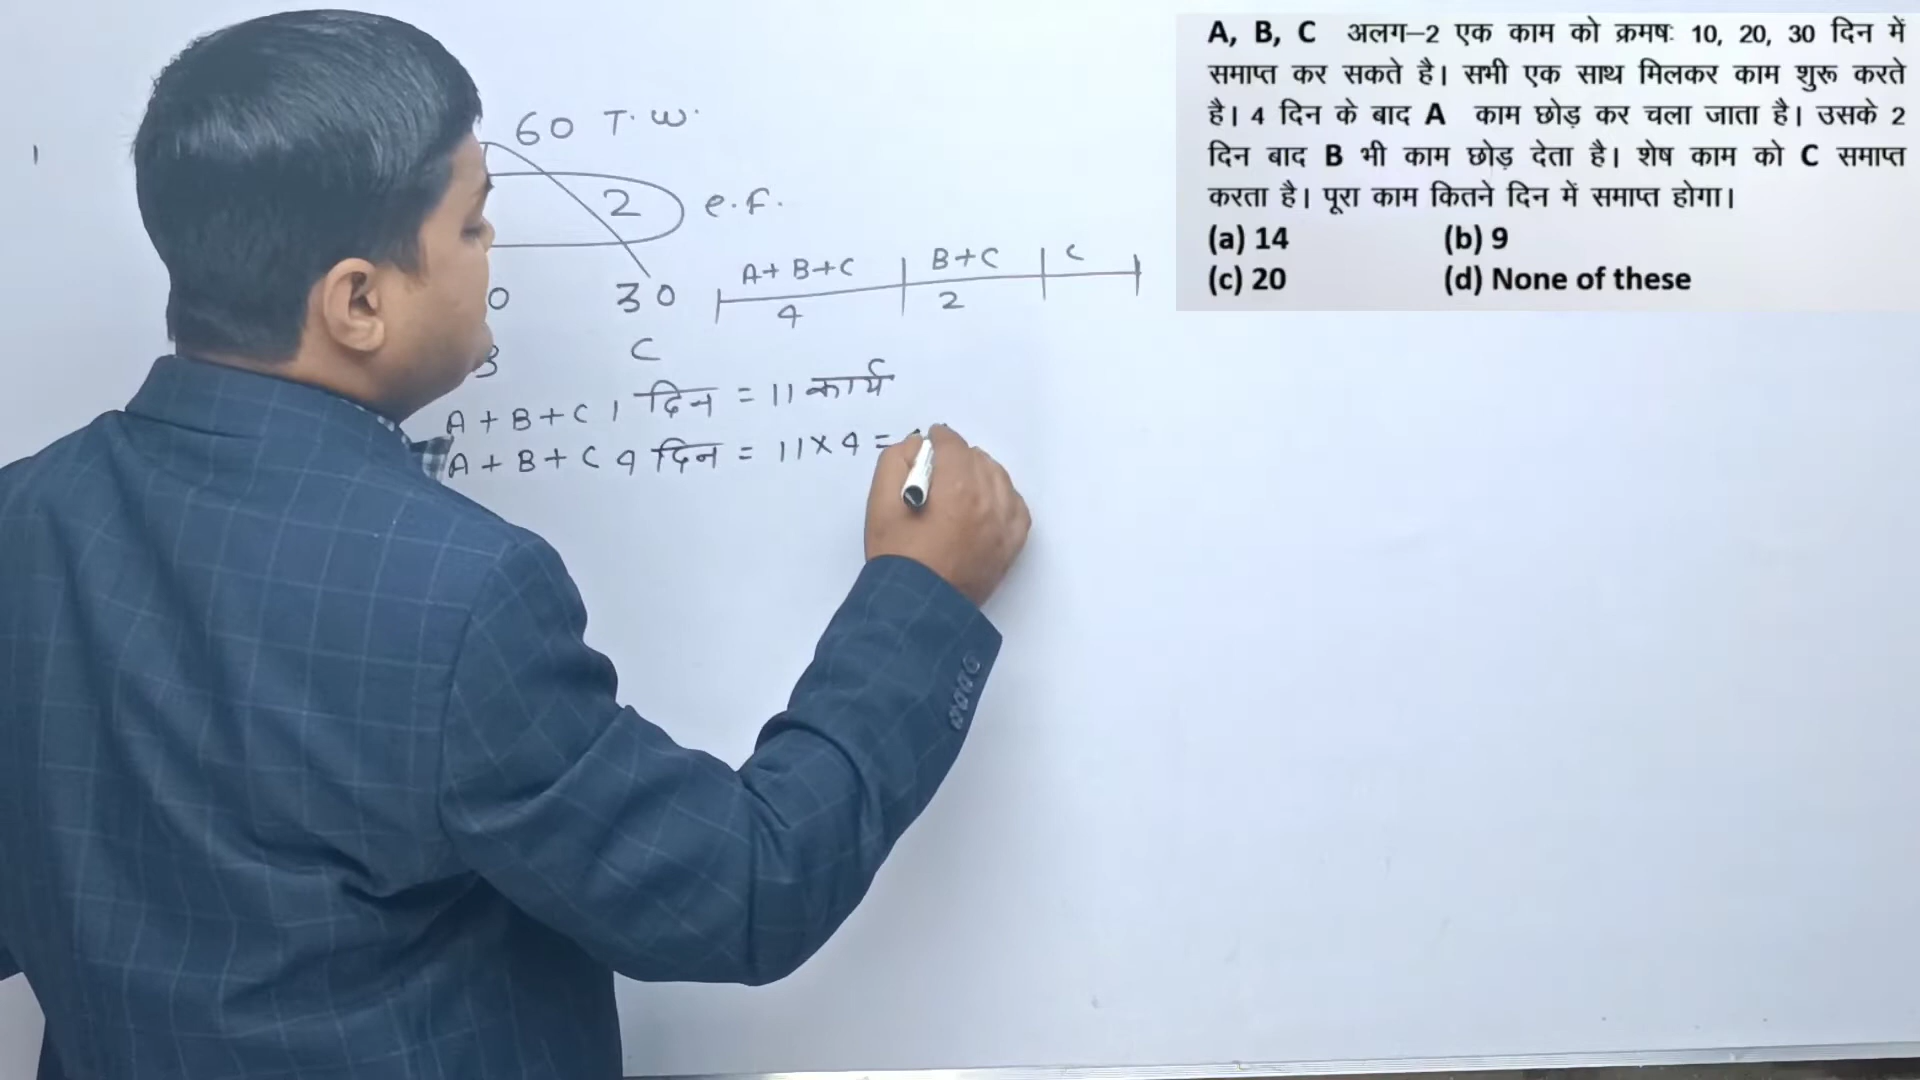 A, B, C अलग–2 एक काम को क्रमषः 10, 20, 30 दिन में
समाप्त कर सकते है। सभी एक साथ मिलकर काम शुरू करते
है। 4 दिन के बाद A काम छोड़ कर चला जाता है। उसके 2
दिन बाद B भी काम छोड़ देता है। शेष काम को C समाप्त
करता है। पूरा काम कितने दिन में समाप्त होगा।
(a) 14 (b) 9
(c) 20 (d) None of these
60 T.W.
2 e.f.
A+B+C B+C C
4 2
30
C
A+B+C 1 दिन = 11 कार्य
A+B+C 4 दिन = 11×4 =